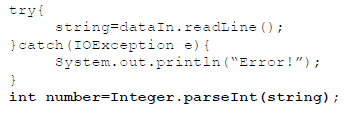 try{
string=dataIn.readLine();
}catch(IOException e){
System.out.println(“Error!”);
}
int number=Integer.parseInt(string);